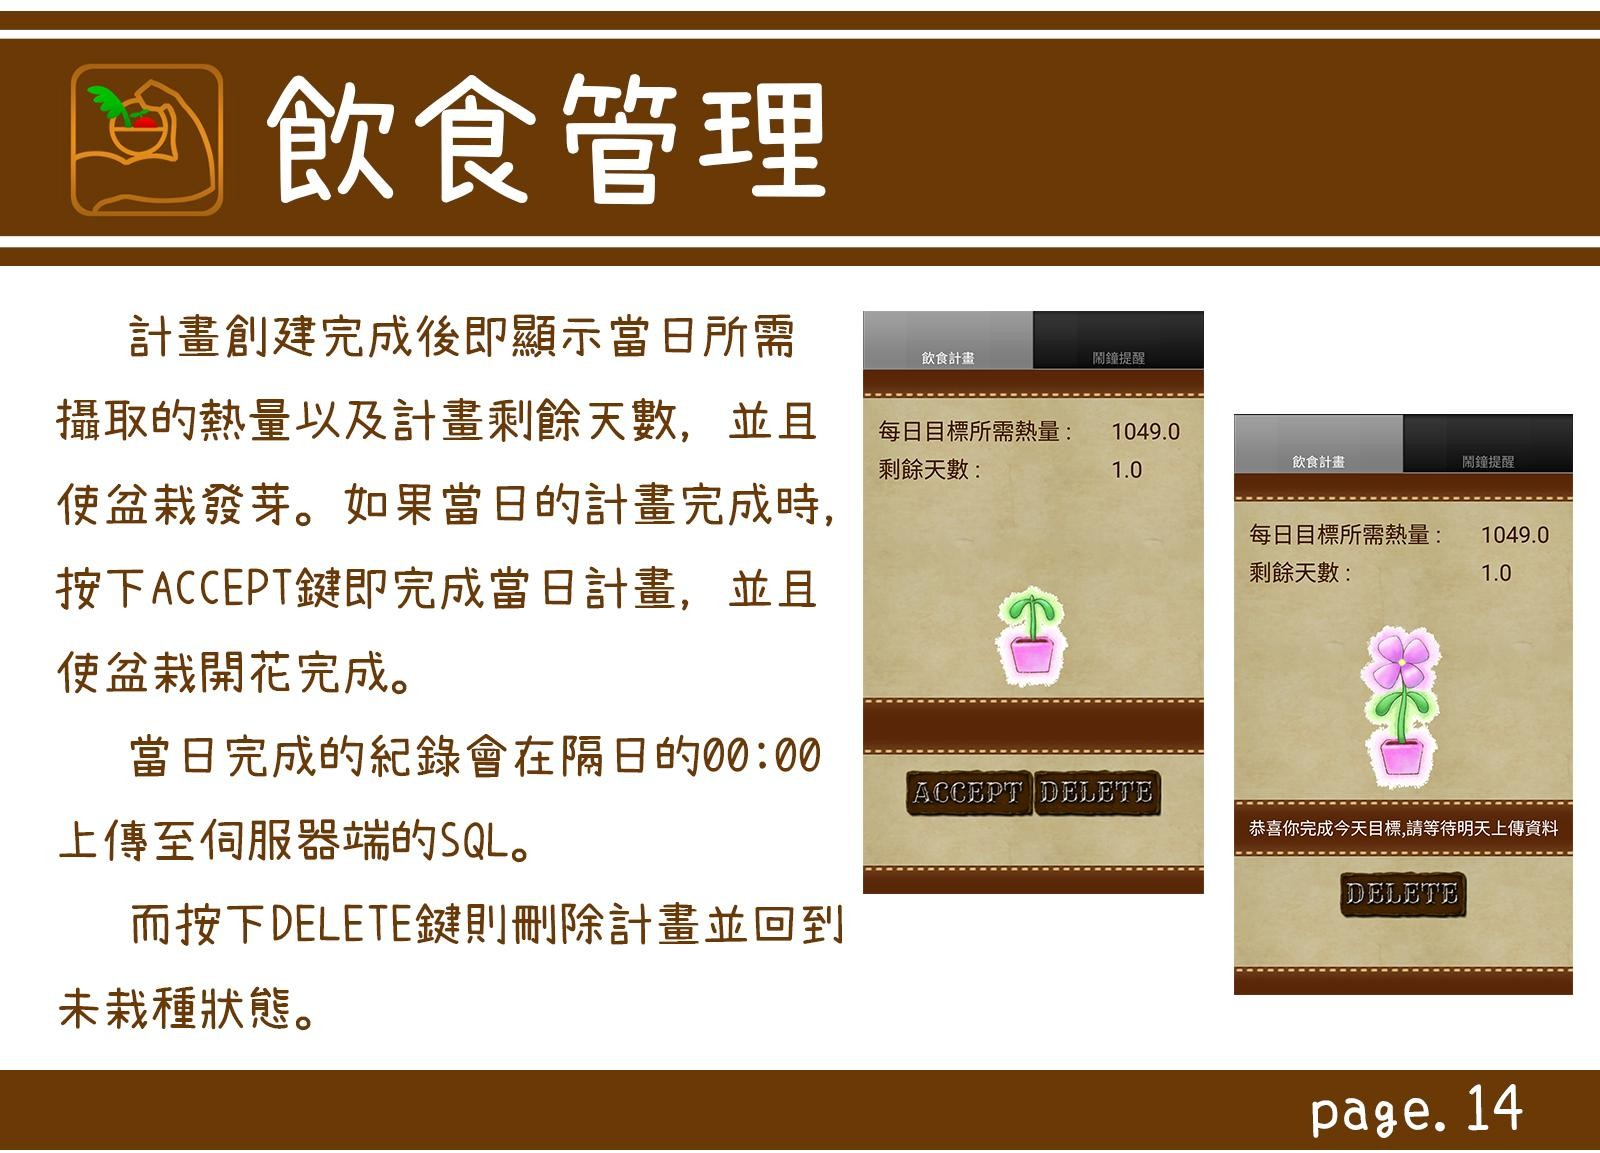 飲食管理
計畫創建完成後即顯示當日所需
攝取的熱量以及計畫剩餘天數，並且
使盆栽發芽。如果當日的計畫完成時，
按下ACCEPT鍵即完成當日計畫，並且
使盆栽開花完成。
當日完成的紀錄會在隔日的00:00
上傳至伺服器端的SQL。
而按下DELETE鍵則刪除計畫並回到
未栽種狀態。
飲食計畫 鬧鐘提醒
每日目標所需熱量 : 1049.0
剩餘天數 : 1.0
ACCEPT DELETE
飲食計畫 鬧鐘提醒
每日目標所需熱量 : 1049.0
剩餘天數 : 1.0
恭喜你完成今天目標,請等待明天上傳資料
DELETE
page. 14